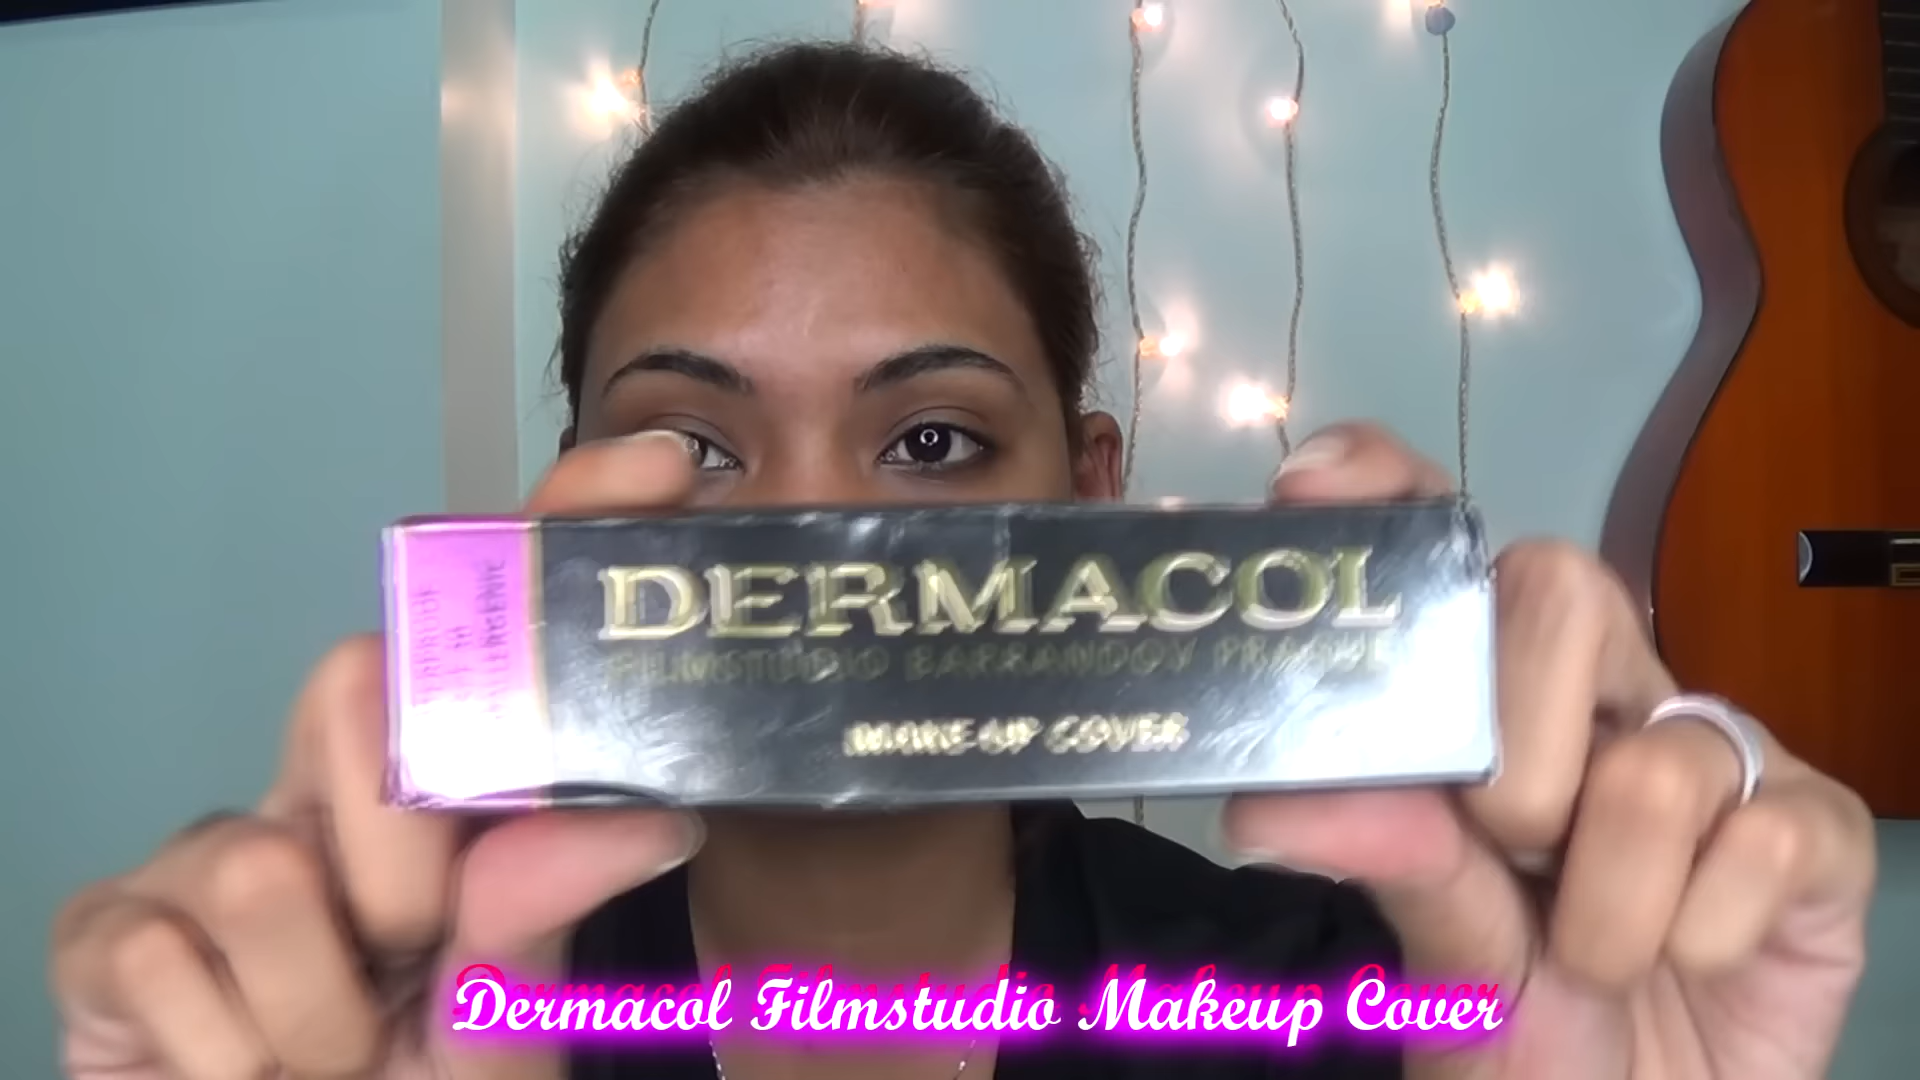 DERMACOL
FILMSTUDIO BARRANDOV PRAGUE
MAKE-UP COVER
Dermacol Filmstudio Makeup Cover